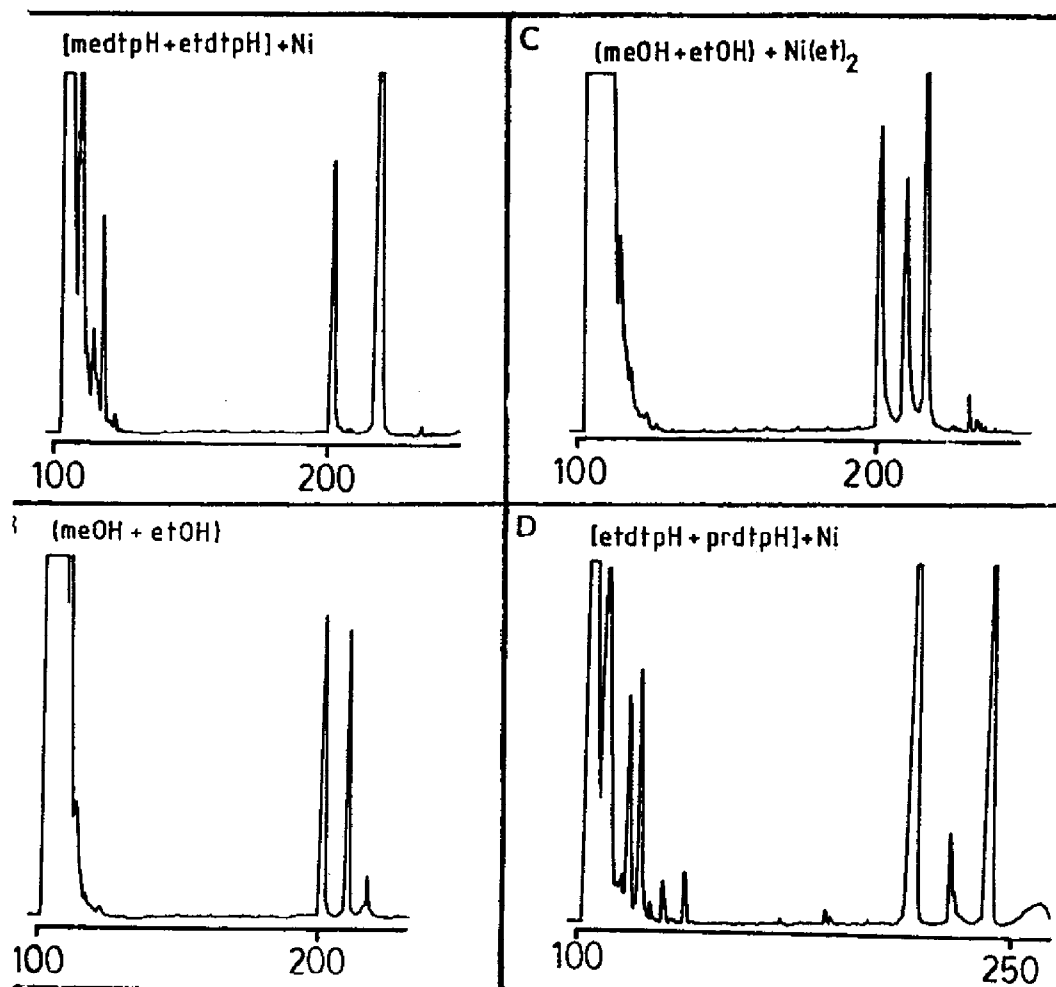 [medtpH+etdtpH]+Ni
100 200
C
(meOH+etOH) + Ni(et)2
100 200
(meOH + etOH)
100 200
D
[etdtpH+prdtpH]+Ni
100 250